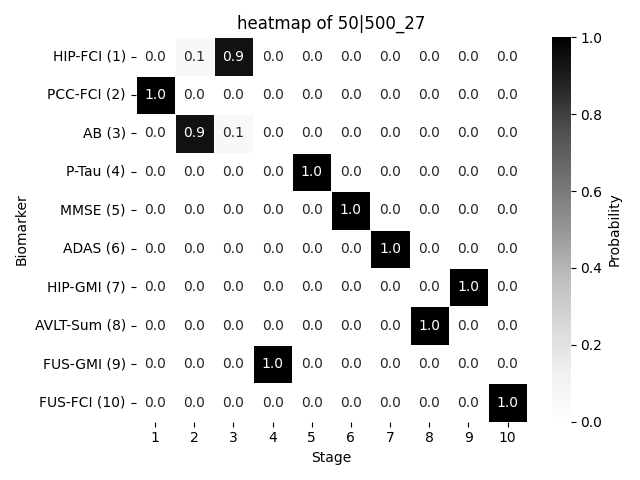 heatmap of 50|500_27
HIP-FCI (1) 0.0 0.1 0.9 0.0 0.0 0.0 0.0 0.0 0.0 0.0
PCC-FCI (2) 1.0 0.0 0.0 0.0 0.0 0.0 0.0 0.0 0.0 0.0
AB (3) 0.0 0.9 0.1 0.0 0.0 0.0 0.0 0.0 0.0 0.0
P-Tau (4) 0.0 0.0 0.0 0.0 1.0 0.0 0.0 0.0 0.0 0.0
MMSE (5) 0.0 0.0 0.0 0.0 0.0 1.0 0.0 0.0 0.0 0.0
ADAS (6) 0.0 0.0 0.0 0.0 0.0 0.0 1.0 0.0 0.0 0.0
HIP-GMI (7) 0.0 0.0 0.0 0.0 0.0 0.0 0.0 0.0 1.0 0.0
AVLT-Sum (8) 0.0 0.0 0.0 0.0 0.0 0.0 0.0 1.0 0.0 0.0
FUS-GMI (9) 0.0 0.0 0.0 1.0 0.0 0.0 0.0 0.0 0.0 0.0
FUS-FCI (10) 0.0 0.0 0.0 0.0 0.0 0.0 0.0 0.0 0.0 1.0
1 2 3 4 5 6 7 8 9 10
Stage
Biomarker
1.0
0.8
0.6
0.4
0.2
0.0
Probability